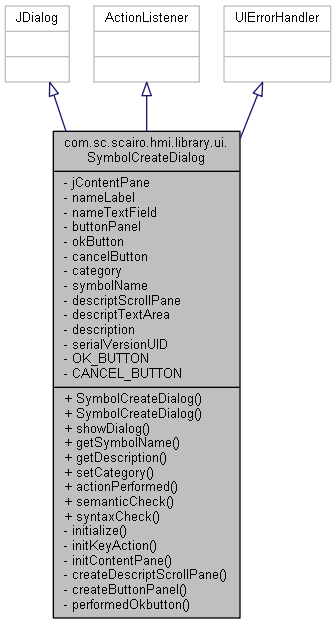 JDialog
ActionListener
UIErrorHandler
com.sc.scairo.hmi.library.ui.
SymbolCreateDialog
- jContentPane
- nameLabel
- nameTextField
- buttonPanel
- okButton
- cancelButton
- category
- symbolName
- descriptScrollPane
- descriptTextArea
- description
- serialVersionUID
- OK_BUTTON
- CANCEL_BUTTON
+ SymbolCreateDialog()
+ SymbolCreateDialog()
+ showDialog()
+ getSymbolName()
+ getDescription()
+ setCategory()
+ actionPerformed()
+ semanticCheck()
+ syntaxCheck()
- initialize()
- initKeyAction()
- initContentPane()
- createDescriptScrollPane()
- createButtonPanel()
- performedOkbutton()